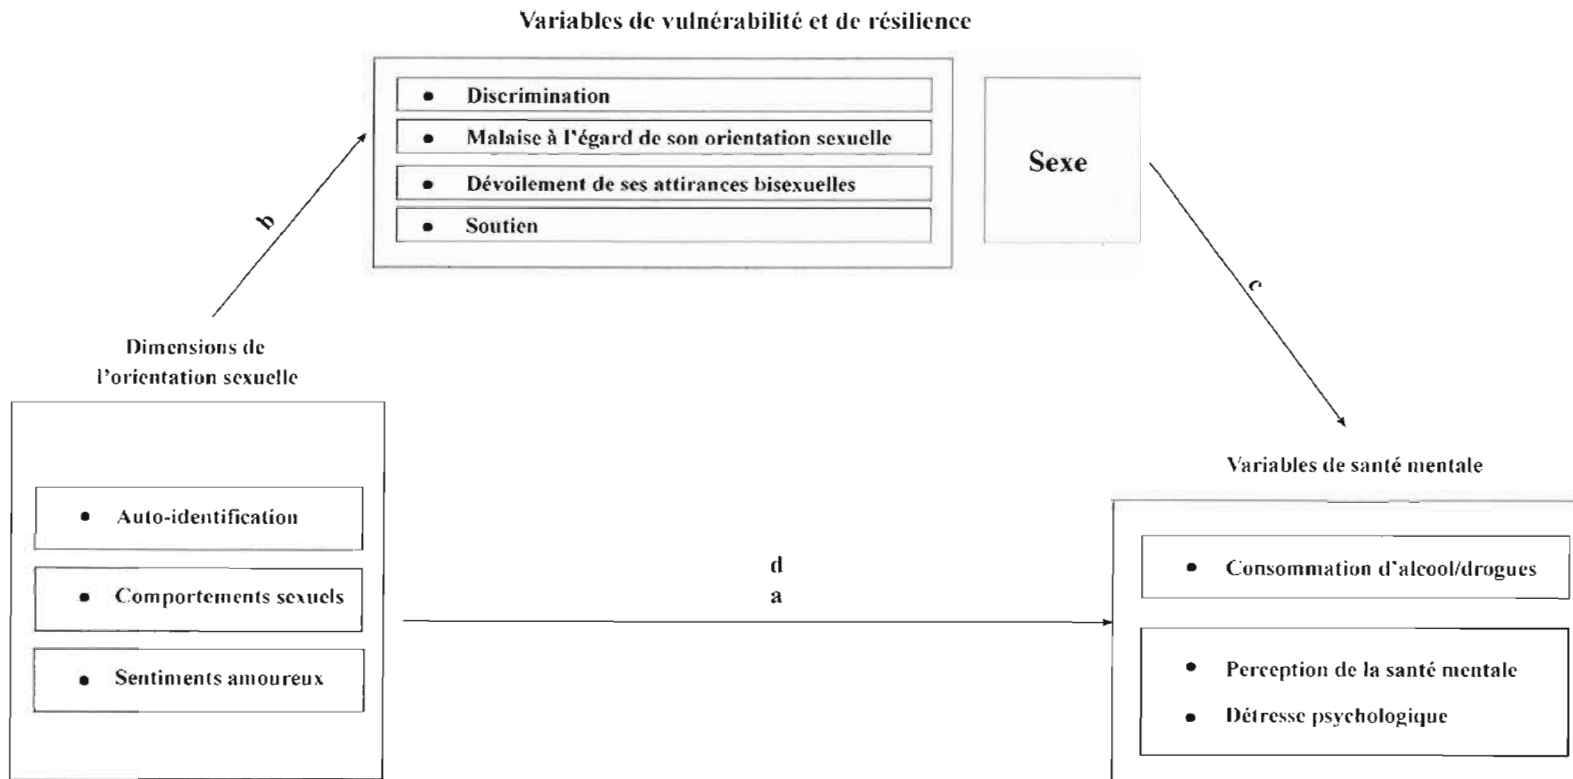 Variables de vulnérabilité et de résilience
• Discrimination
• Malaise à l'égard de son orientation sexuelle
• Dévoilement de ses attirances bisexuelles
• Soutien
Sexe
b
c
Dimensions de
l'orientation sexuelle
• Auto-identification
• Comportements sexuels
• Sentiments amoureux
d
a
Variables de santé mentale
• Consommation d'alcool/drogues
• Perception de la santé mentale
• Détresse psychologique